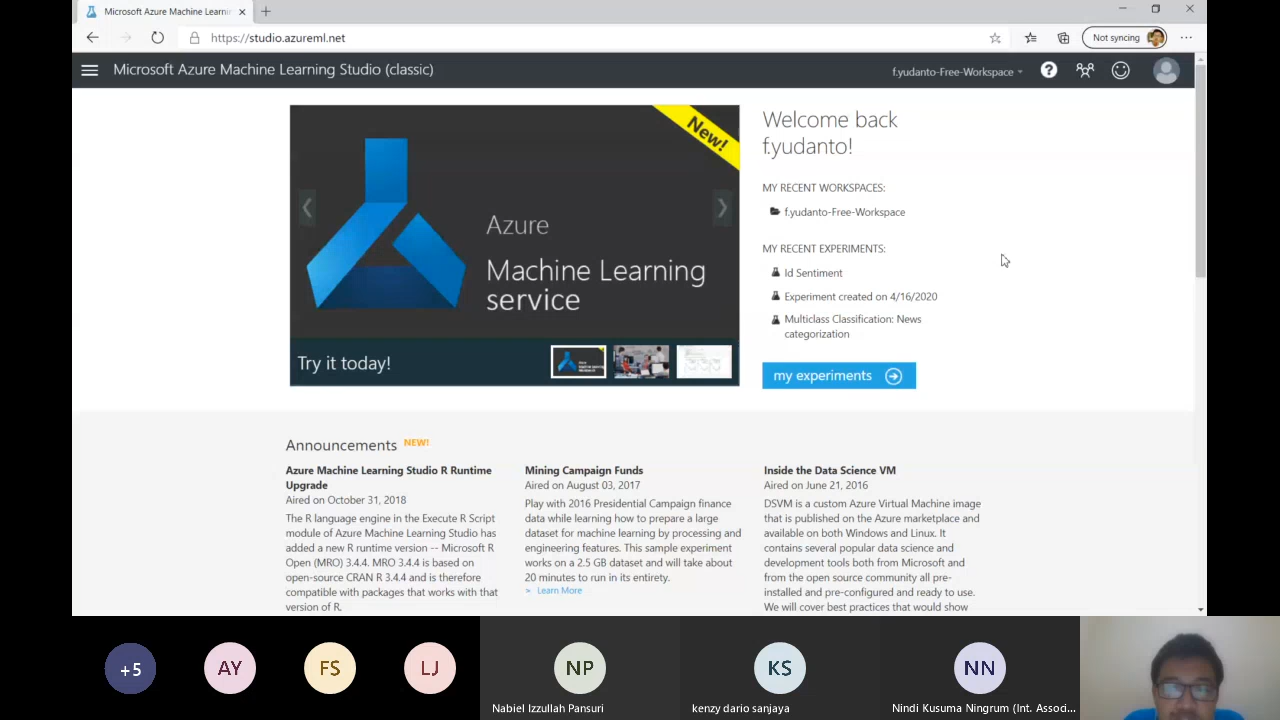 Microsoft Azure Machine Learnin
Not syncing
https://studio.azureml.net
Microsoft Azure Machine Learning Studio (classic)
f.yudanto-Free-Workspace
New!
Azure
Machine Learning
service
Try it today!
Welcome back
f.yudanto!
MY RECENT WORKSPACES:
f.yudanto-Free-Workspace
MY RECENT EXPERIMENTS:
Id Sentiment
Experiment created on 4/16/2020
Multiclass Classification: News
categorization
my experiments
Announcements NEW!
Azure Machine Learning Studio R Runtime
Upgrade
Aired on October 31, 2018
The R language engine in the Execute R Script
module of Azure Machine Learning Studio has
added a new R runtime version -- Microsoft R
Open (MRO) 3.4.4. MRO 3.4.4 is based on
open-source CRAN R 3.4.4 and is therefore
compatible with packages that works with that
version of R.
Mining Campaign Funds
Aired on August 03, 2017
Play with 2016 Presidential Campaign finance
data while learning how to prepare a large
dataset for machine learning by processing and
engineering features. This sample experiment
works on a 2.5 GB dataset and will take about
20 minutes to run in its entirety.
> Learn More
Inside the Data Science VM
Aired on June 21, 2016
DSVM is a custom Azure Virtual Machine image
that is published on the Azure marketplace and
available on both Windows and Linux. It
contains several popular data science and
development tools both from Microsoft and
from the open source community all pre-
installed and pre-configured and ready to use.
We will cover best practices that would show
+5
AY
FS
LJ
NP
KS
NN
Nabiel Izzullah Pansuri
kenzy dario sanjaya
Nindi Kusuma Ningrum (Int. Associ...